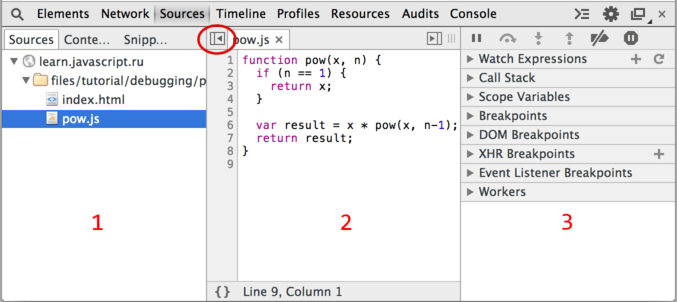 Elements Network Sources Timeline Profiles Resources Audits Console
Sources Conte... Snipp...
learn.javascript.ru
files/tutorial/debugging/p
index.html
pow.js
1
pow.js ×
1 function pow(x, n) {
2 if (n == 1) {
3 return x;
4 }
5
6 var result = x * pow(x, n-1);
7 return result;
8 }
9
2
{} Line 9, Column 1
Watch Expressions
Call Stack
Scope Variables
Breakpoints
DOM Breakpoints
XHR Breakpoints
Event Listener Breakpoints
Workers
3